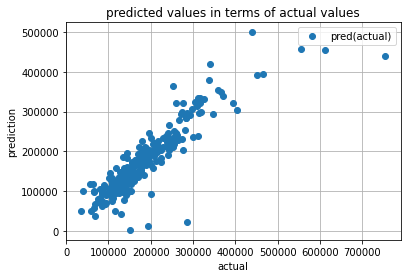 predicted values in terms of actual values
pred(actual)
500000
400000
300000
200000
100000
0
prediction
0 100000 200000 300000 400000 500000 600000 700000
actual